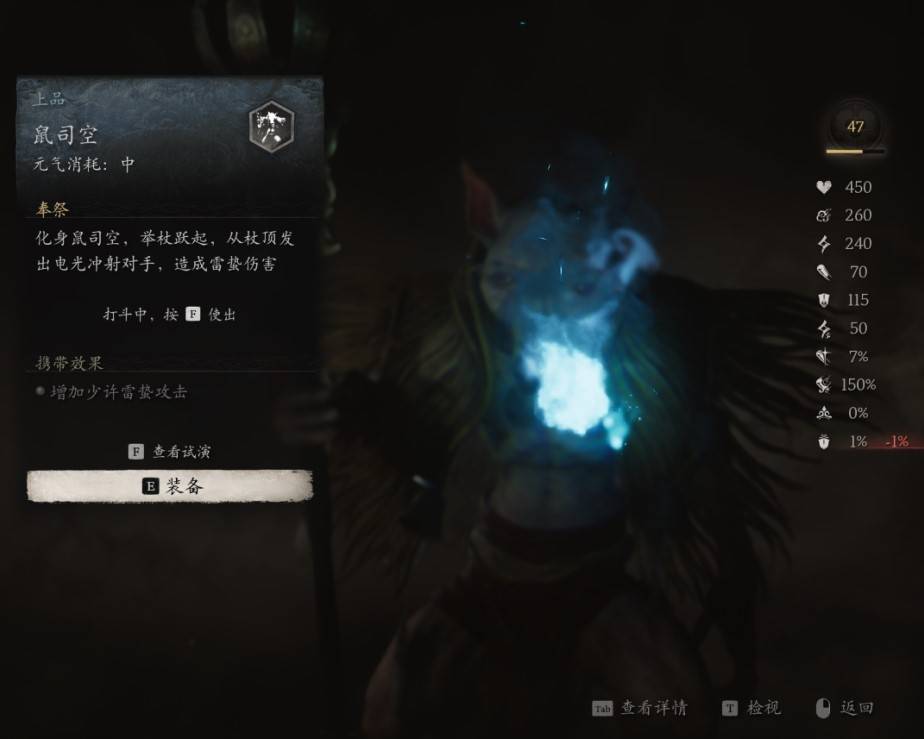 上品
鼠司空
元气消耗：中
奉祭
化身鼠司空，举杖跃起，从杖顶发
出电光冲射对手，造成雷蛰伤害
打斗中，按 F 使出
携带效果
增加少许雷蛰攻击
F 查看试演
E 装备
47
450
260
240
70
115
50
7%
150%
0%
1% -1%
Tab 查看详情 T 检视 返回